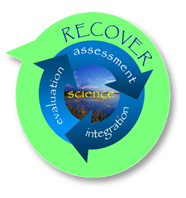 RECOVER
assessment
evaluation
science
integration